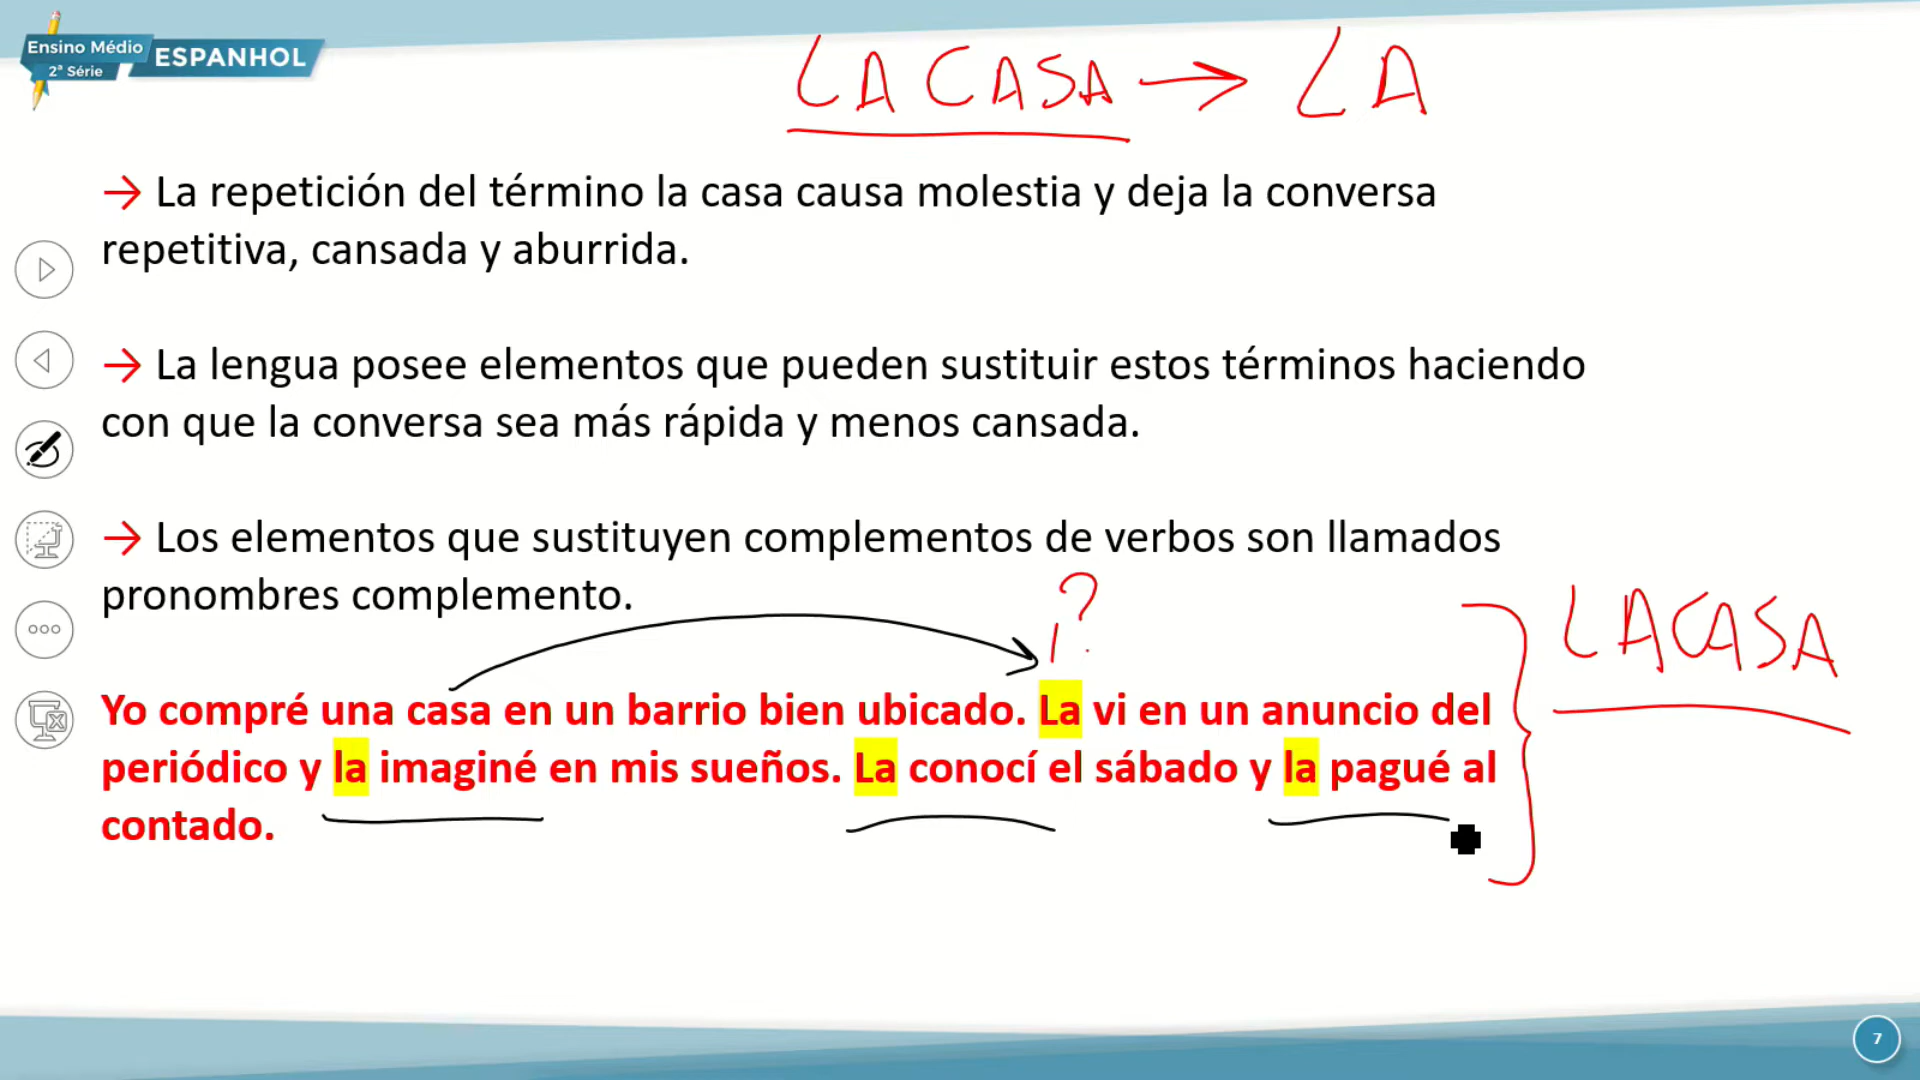 Ensino Médio
2ª Série
ESPANHOL
LA CASA → LA
→ La repetición del término la casa causa molestia y deja la conversa
repetitiva, cansada y aburrida.
→ La lengua posee elementos que pueden sustituir estos términos haciendo
con que la conversa sea más rápida y menos cansada.
→ Los elementos que sustituyen complementos de verbos son llamados
pronombres complemento.
?
LA CASA
Yo compré una casa en un barrio bien ubicado. La vi en un anuncio del
periódico y la imaginé en mis sueños. La conocí el sábado y la pagué al
contado.
7